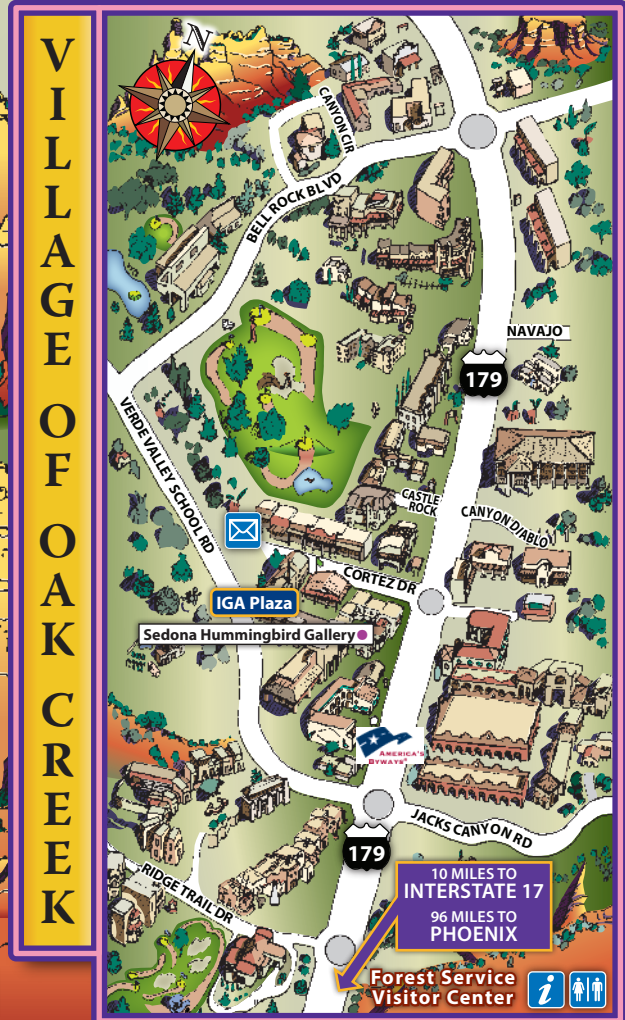 VILLAGE OF OAK CREEK
N
CANYON CIR
BELL ROCK BLVD
NAVAJO
179
VERDE VALLEY SCHOOL RD
CASTLE
ROCK
CANYON DIABLO
CORTEZ DR
IGA Plaza
Sedona Hummingbird Gallery
AMERICA'S
BYWAYS®
JACKS CANYON RD
179
RIDGE TRAIL DR
10 MILES TO
INTERSTATE 17
96 MILES TO
PHOENIX
Forest Service
Visitor Center
i